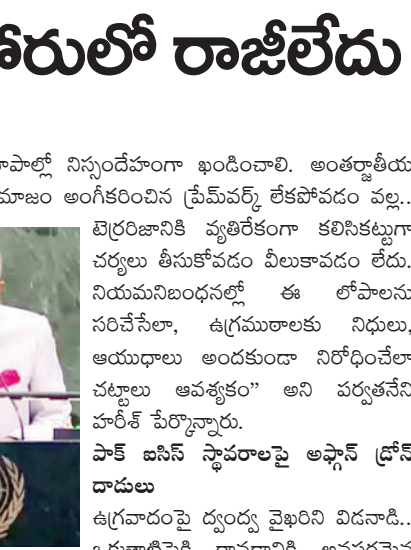 పోరులో రాజీలేదు
రూపాల్లో నిస్సందేహంగా ఖండించాలి. అంతర్జాతీయ
సమాజం అంగీకరించిన ఫ్రేమ్‌వర్క్ లేకపోవడం వల్ల..
టెర్రరిజానికి వ్యతిరేకంగా కలిసికట్టుగా
చర్యలు తీసుకోవడం వీలుకావడం లేదు.
నియమనిబంధనల్లో ఈ లోపాలను
సరిచేసేలా, ఉగ్రముఠాలకు నిధులు,
ఆయుధాలు అందకుండా నిరోధించేలా
చట్టాలు ఆవశ్యకం” అని పర్వతనేని
హరీశ్ పేర్కొన్నారు.
పాక్ ఐసిస్ స్థావరాలపై అఫ్గాన్ డ్రోన్
దాడులు
ఉగ్రవాదంపై ద్వంద్వ వైఖరిని విడనాడి..